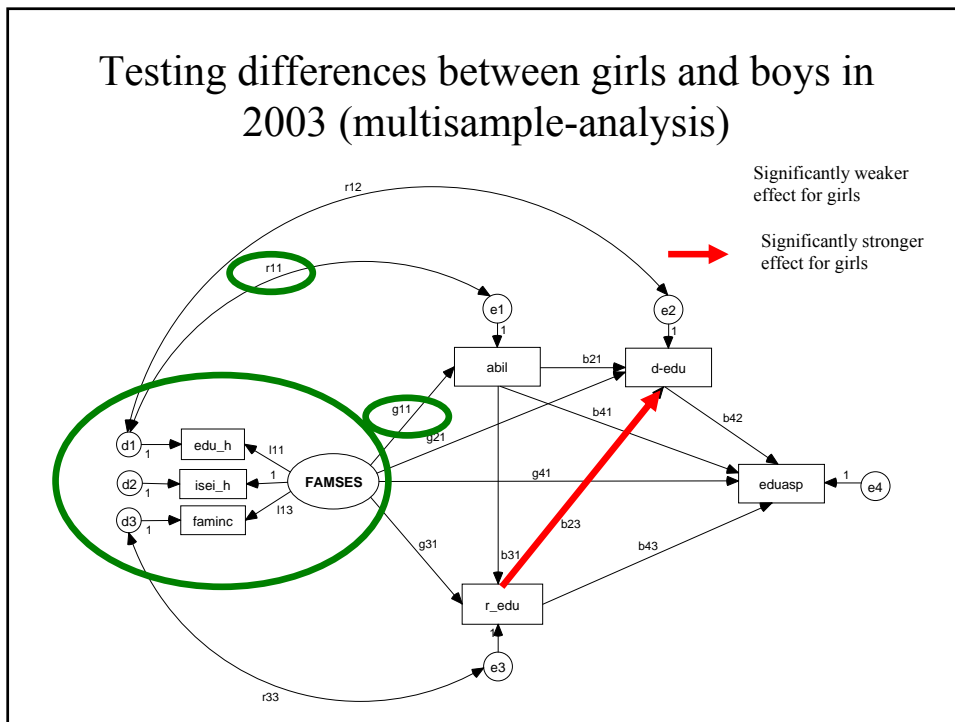 Testing differences between girls and boys in
2003 (multisample-analysis)
Significantly weaker
effect for girls
Significantly stronger
effect for girls
r12
r11
e1
e2
1
1
abil
b21
d-edu
g11
b41
b42
g21
d1
1
edu_h
l11
d2
1
isei_h
1
FAMSES
g41
eduasp
1
e4
d3
1
faminc
l13
b23
g31
b31
b43
r_edu
1
e3
r33